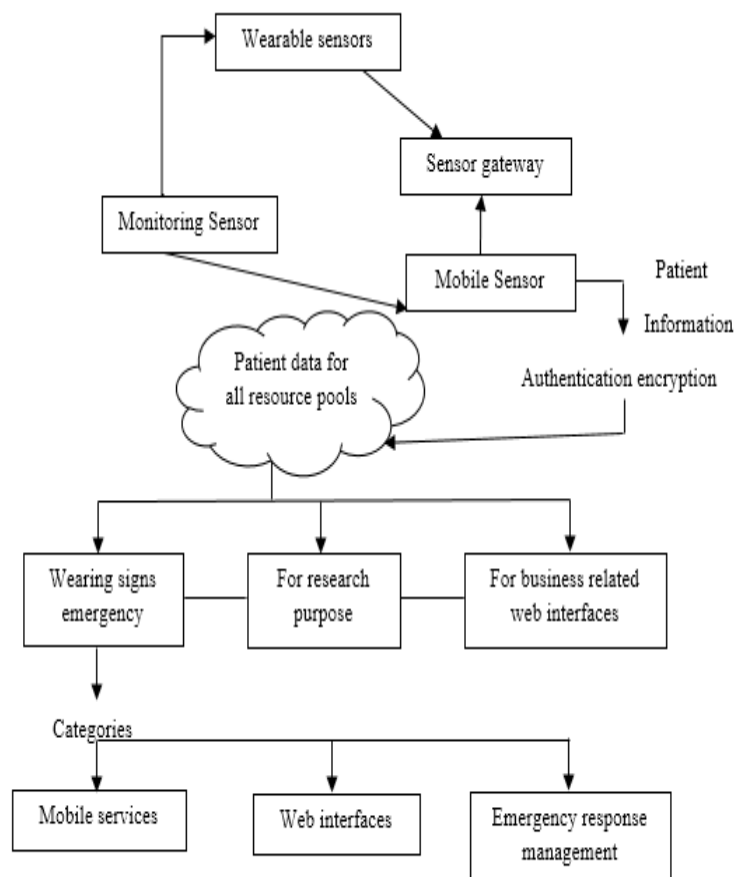 Wearable sensors
Sensor gateway
Monitoring Sensor
Mobile Sensor
Patient
Information
Authentication encryption
Patient data for
all resource pools
Wearing signs
emergency
For research
purpose
For business related
web interfaces
Categories
Mobile services
Web interfaces
Emergency response
management